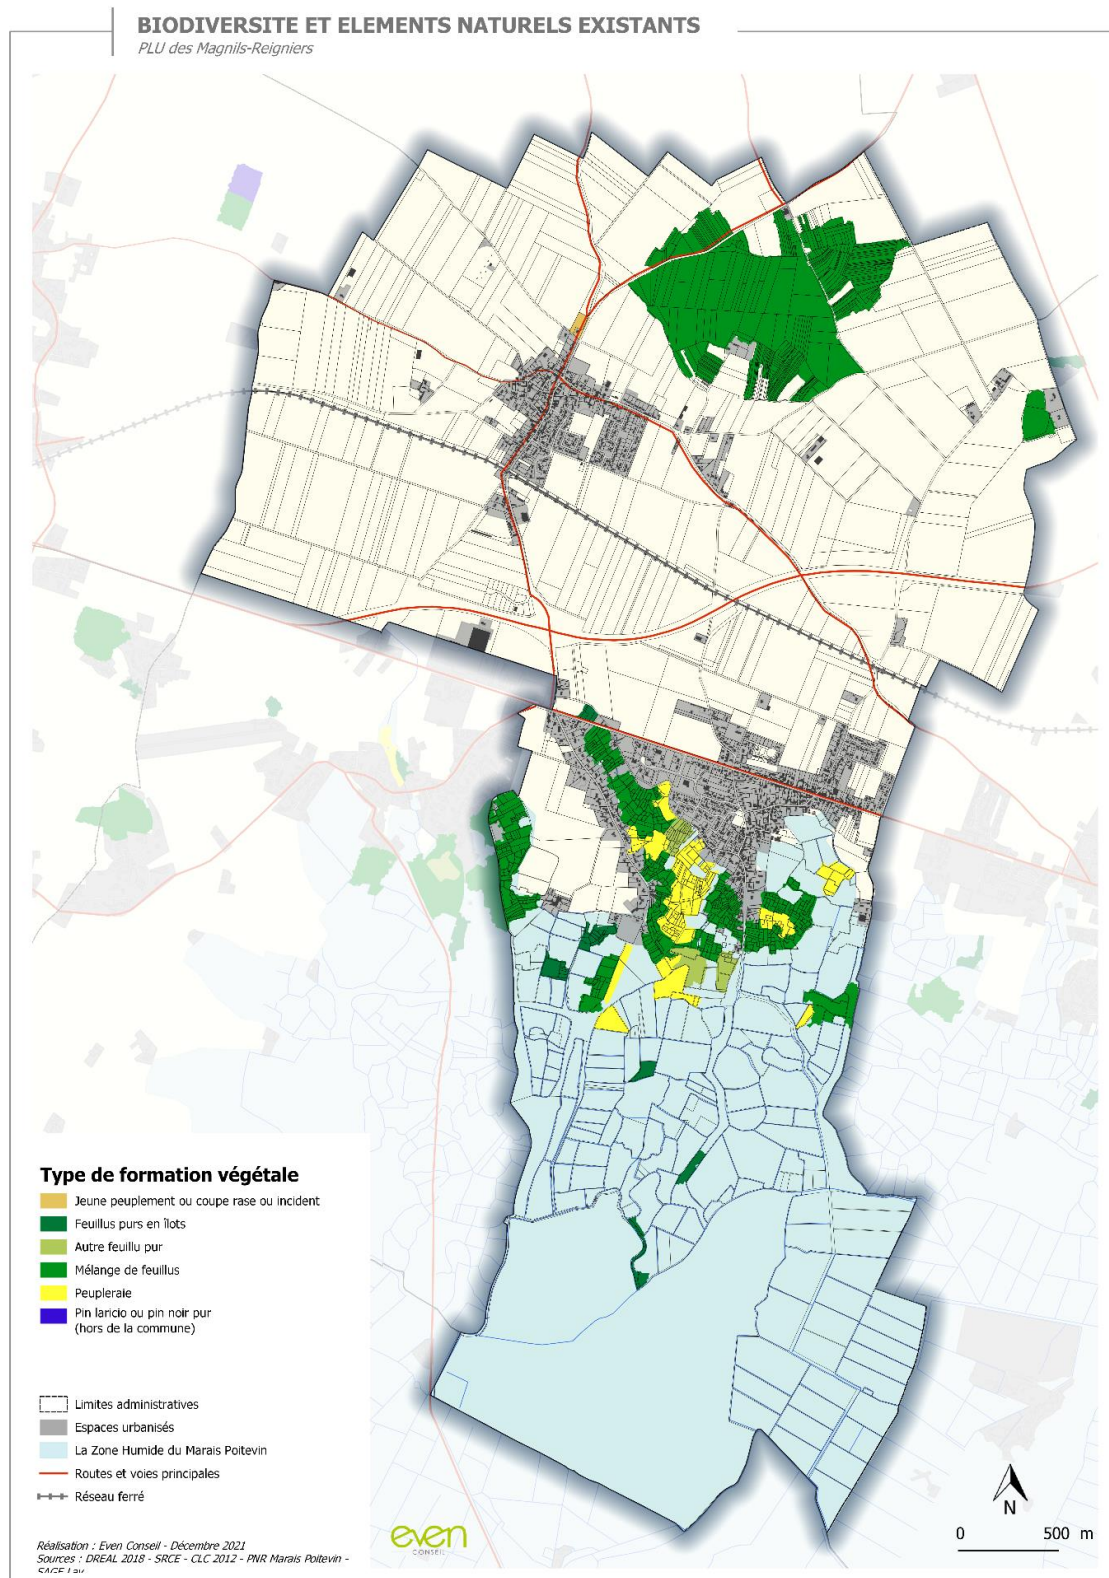 BIODIVERSITE ET ELEMENTS NATURELS EXISTANTS
PLU des Magnils-Reigniers
Type de formation végétale
Jeune peuplement ou coupe rase ou incident
Feuillus purs en îlots
Autre feuillu pur
Mélange de feuillus
Peupleraie
Pin laricio ou pin noir pur
(hors de la commune)
Limites administratives
Espaces urbanisés
La Zone Humide du Marais Poitevin
Routes et voies principales
Réseau ferré
Réalisation : Even Conseil - Décembre 2021
Sources : DREAL 2018 - SRCE - CLC 2012 - PNR Marais Poitevin -
SAGE Lay
even
CONSEIL
N
0 500 m